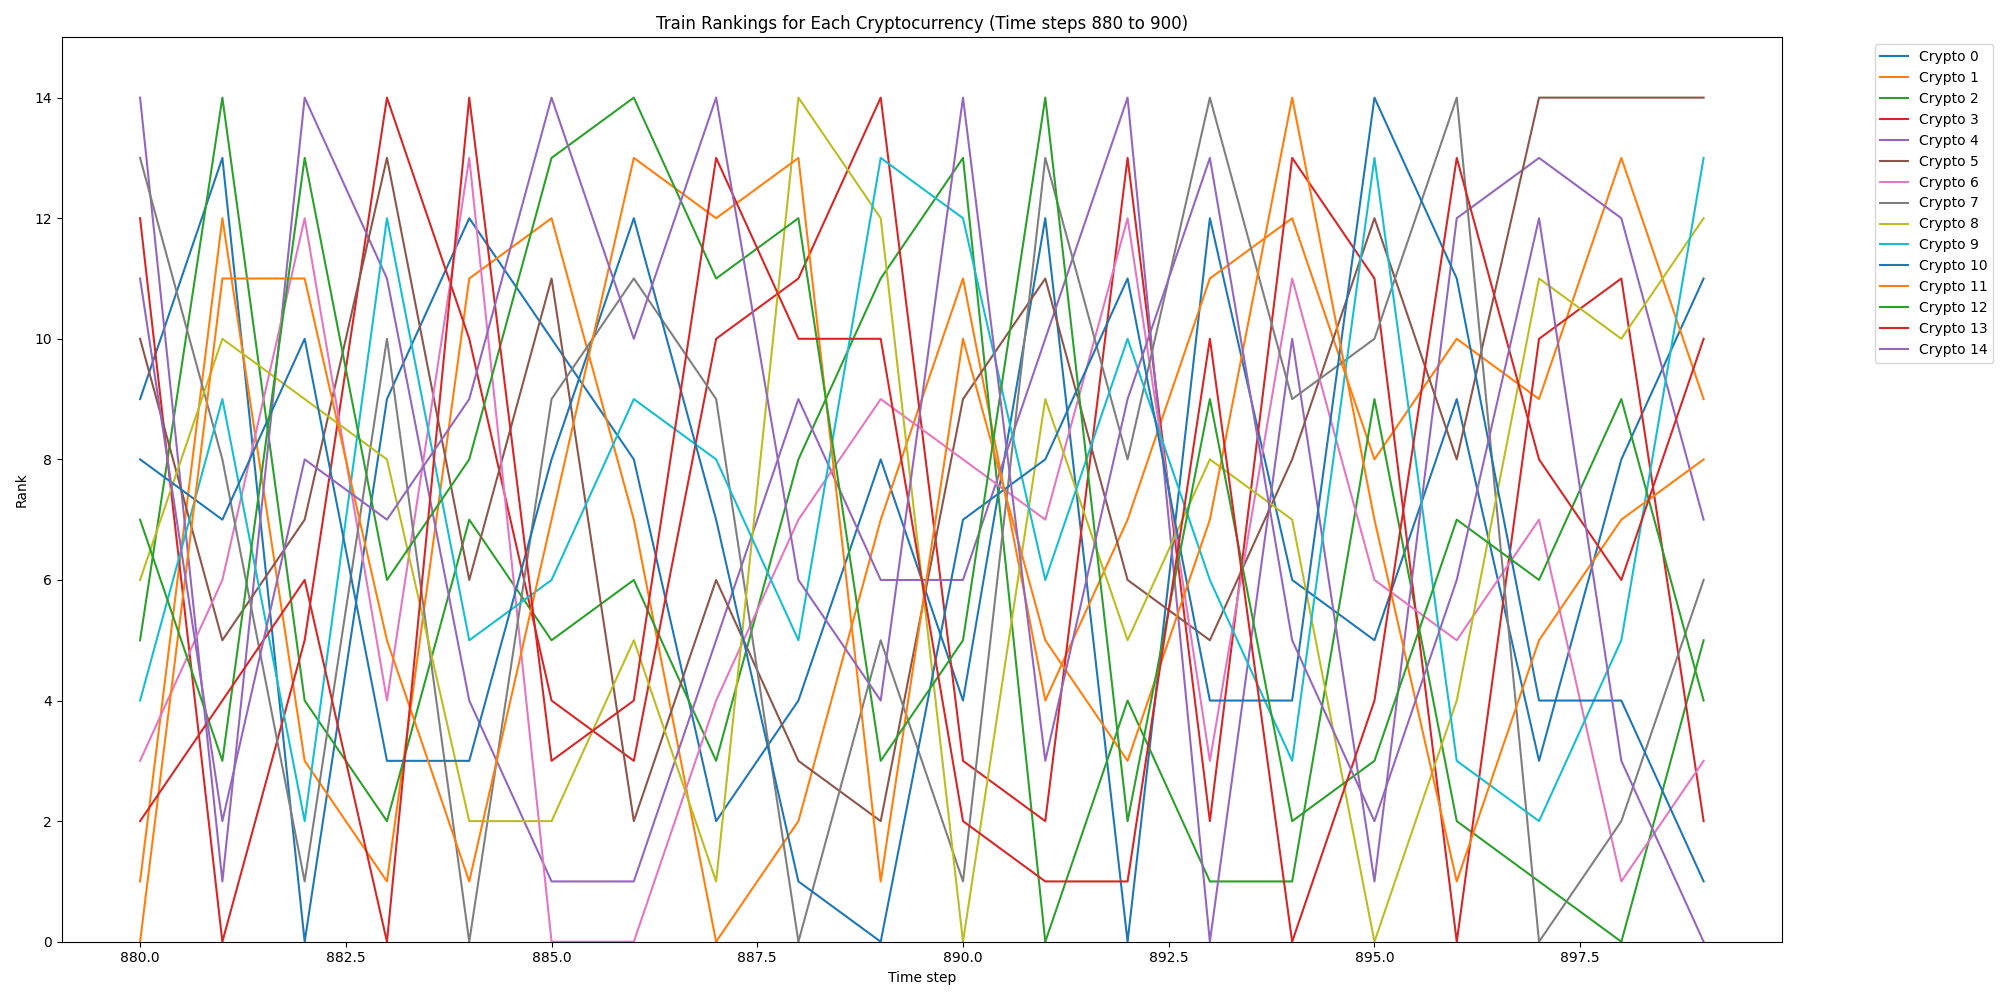 Train Rankings for Each Cryptocurrency (Time steps 880 to 900)
Rank
14
12
10
8
6
4
2
0
880.0 882.5 885.0 887.5 890.0 892.5 895.0 897.5
Time step
Crypto 0
Crypto 1
Crypto 2
Crypto 3
Crypto 4
Crypto 5
Crypto 6
Crypto 7
Crypto 8
Crypto 9
Crypto 10
Crypto 11
Crypto 12
Crypto 13
Crypto 14